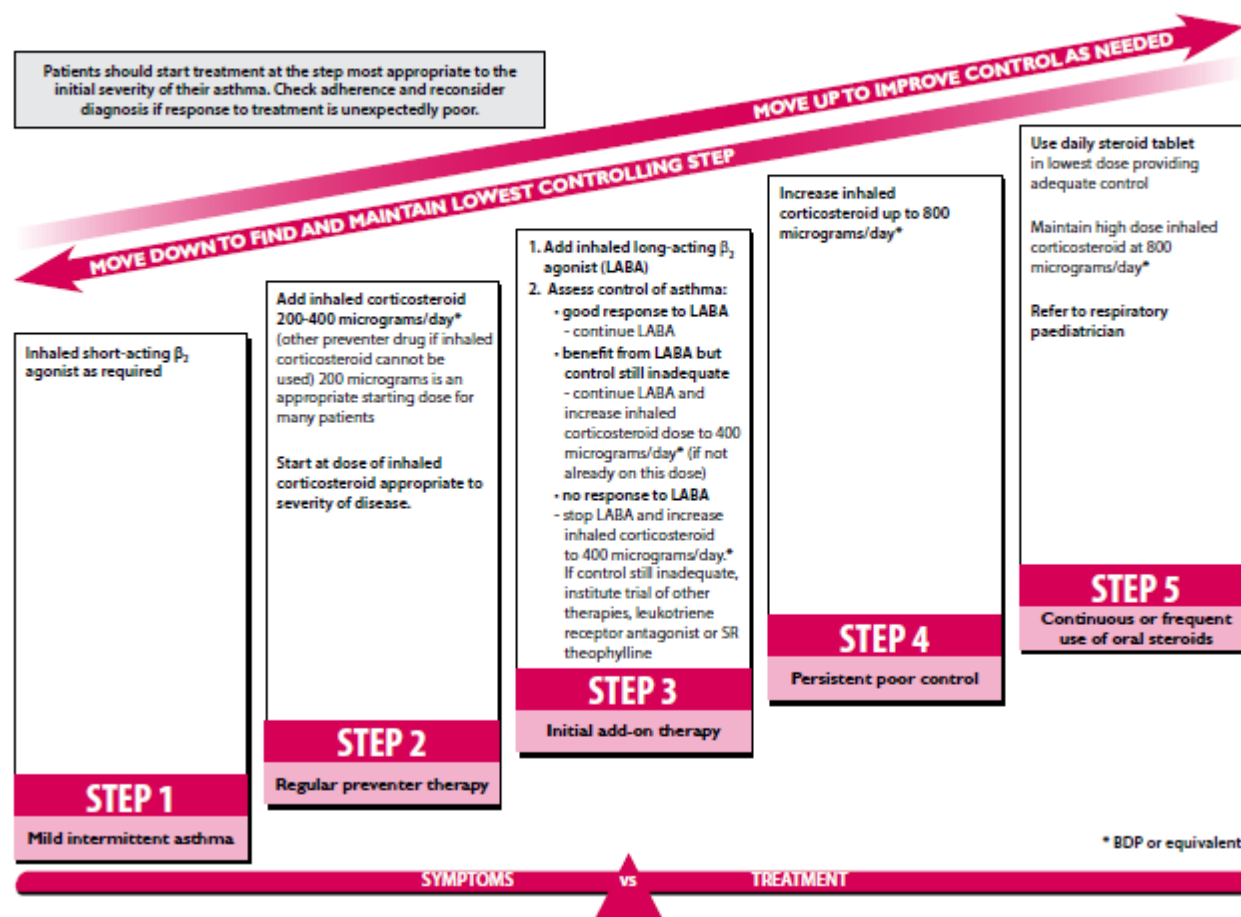 Patients should start treatment at the step most appropriate to the
initial severity of their asthma. Check adherence and reconsider
diagnosis if response to treatment is unexpectedly poor.
MOVE UP TO IMPROVE CONTROL AS NEEDED
MOVE DOWN TO FIND AND MAINTAIN LOWEST CONTROLLING STEP
Inhaled short-acting β₂
agonist as required
STEP 1
Mild intermittent asthma
Add inhaled corticosteroid
200-400 micrograms/day*
(other preventer drug if inhaled
corticosteroid cannot be
used) 200 micrograms is an
appropriate starting dose for
many patients
Start at dose of inhaled
corticosteroid appropriate to
severity of disease.
STEP 2
Regular preventer therapy
1. Add inhaled long-acting β₂
agonist (LABA)
2. Assess control of asthma:
• good response to LABA
- continue LABA
• benefit from LABA but
control still inadequate
- continue LABA and
increase inhaled
corticosteroid dose to 400
micrograms/day* (if not
already on this dose)
• no response to LABA
- stop LABA and increase
inhaled corticosteroid
to 400 micrograms/day.*
If control still inadequate,
institute trial of other
therapies, leukotriene
receptor antagonist or SR
theophylline
STEP 3
Initial add-on therapy
Increase inhaled
corticosteroid up to 800
micrograms/day*
STEP 4
Persistent poor control
Use daily steroid tablet
in lowest dose providing
adequate control
Maintain high dose inhaled
corticosteroid at 800
micrograms/day*
Refer to respiratory
paediatrician
STEP 5
Continuous or frequent
use of oral steroids
* BDP or equivalent
SYMPTOMS vs TREATMENT